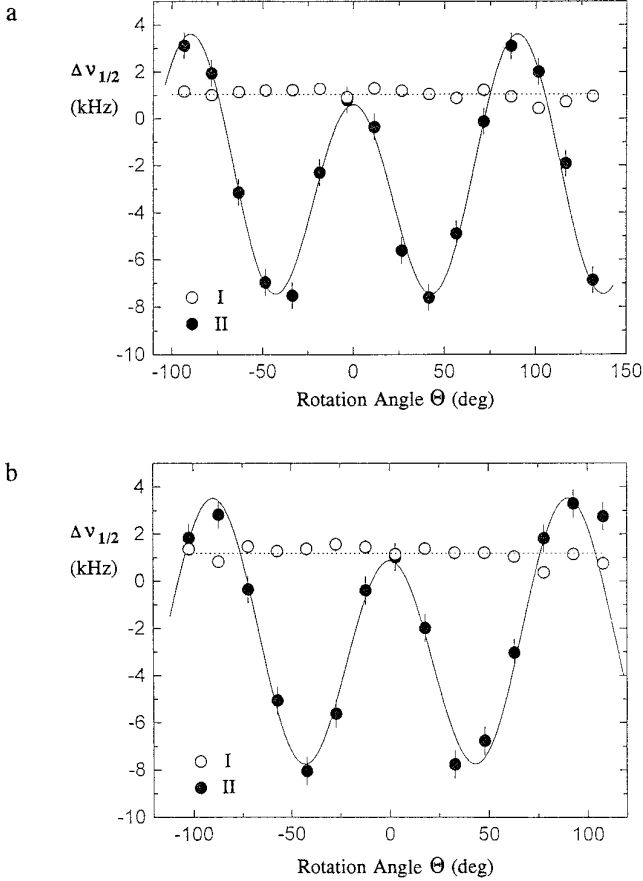 a
4
2
0
-2
-4
-6
-8
-10
Δν1/2
(kHz)
I
II
-100 -50 0 50 100 150
Rotation Angle Θ (deg)
b
4
2
0
-2
-4
-6
-8
-10
Δν1/2
(kHz)
I
II
-100 -50 0 50 100
Rotation Angle Θ (deg)